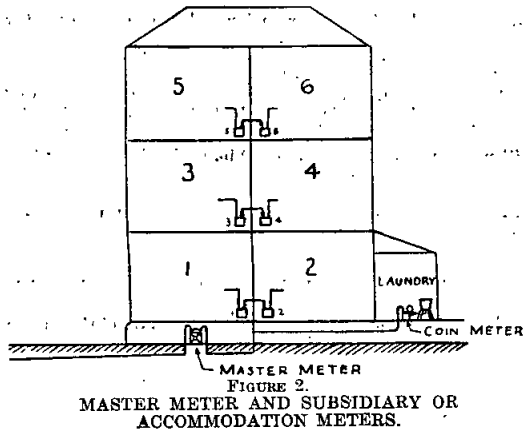 5 6
5 6
3 4
3 4
1 2
LAUNDRY
1 2
COIN METER
MASTER METER
FIGURE 2.
MASTER METER AND SUBSIDIARY OR
ACCOMMODATION METERS.